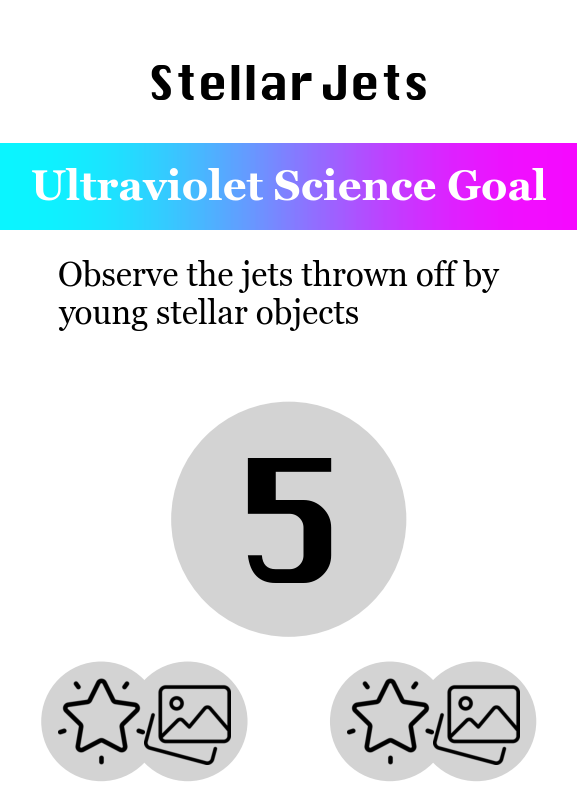 Stellar Jets
Ultraviolet Science Goal
Observe the jets thrown off by
young stellar objects
5